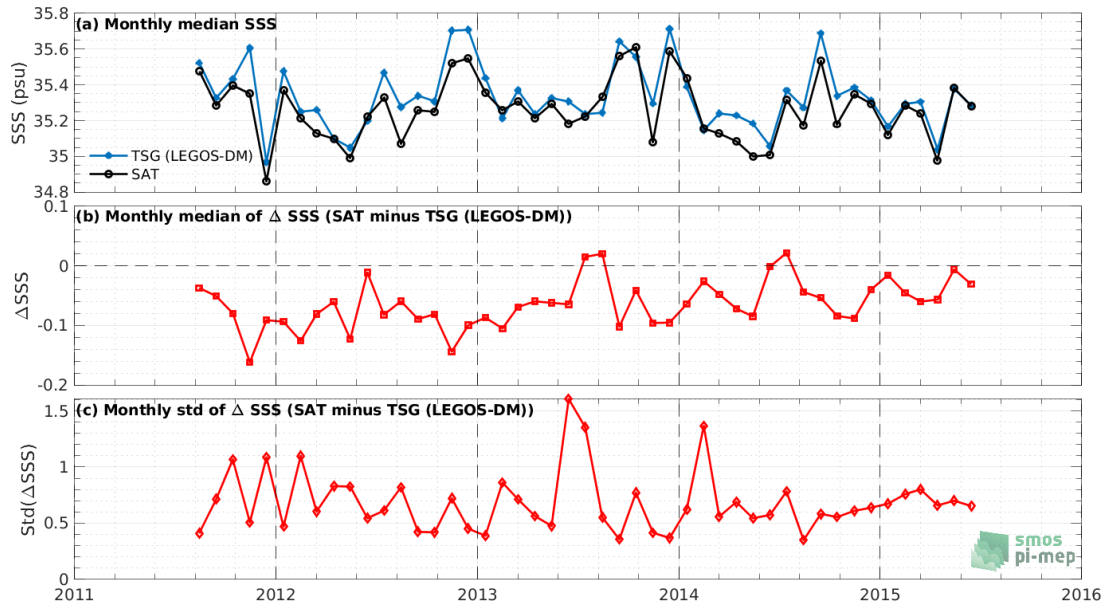 (a) Monthly median SSS
35.8
35.6
35.4
35.2
35
34.8
SSS (psu)
TSG (LEGOS-DM)
SAT
(b) Monthly median of Δ SSS (SAT minus TSG (LEGOS-DM))
0.1
0
-0.1
-0.2
ΔSSS
(c) Monthly std of Δ SSS (SAT minus TSG (LEGOS-DM))
1.5
1
0.5
0
Std(ΔSSS)
smos
pi-mep
2011 2012 2013 2014 2015 2016